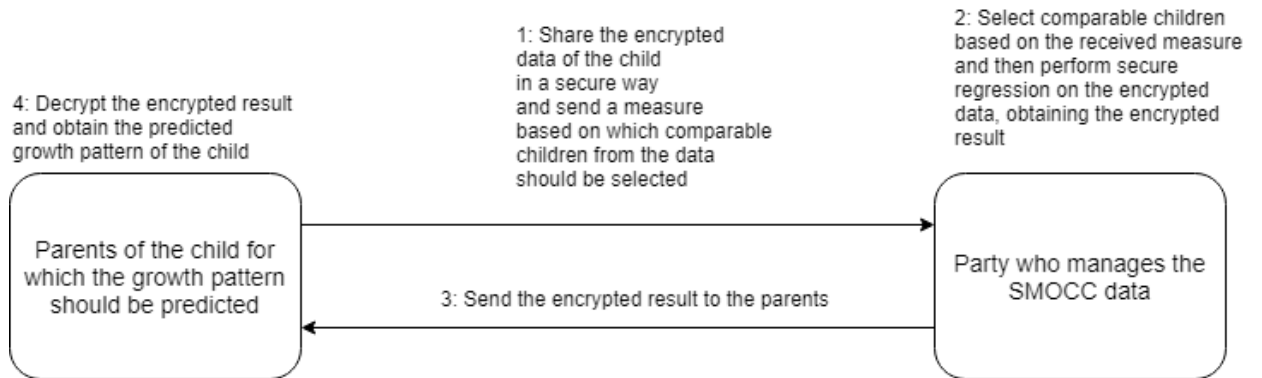 1: Share the encrypted
data of the child
in a secure way
and send a measure
based on which comparable
children from the data
should be selected
2: Select comparable children
based on the received measure
and then perform secure
regression on the encrypted
data, obtaining the encrypted
result
4: Decrypt the encrypted result
and obtain the predicted
growth pattern of the child
Parents of the child for
which the growth pattern
should be predicted
3: Send the encrypted result to the parents
Party who manages the
SMOCC data